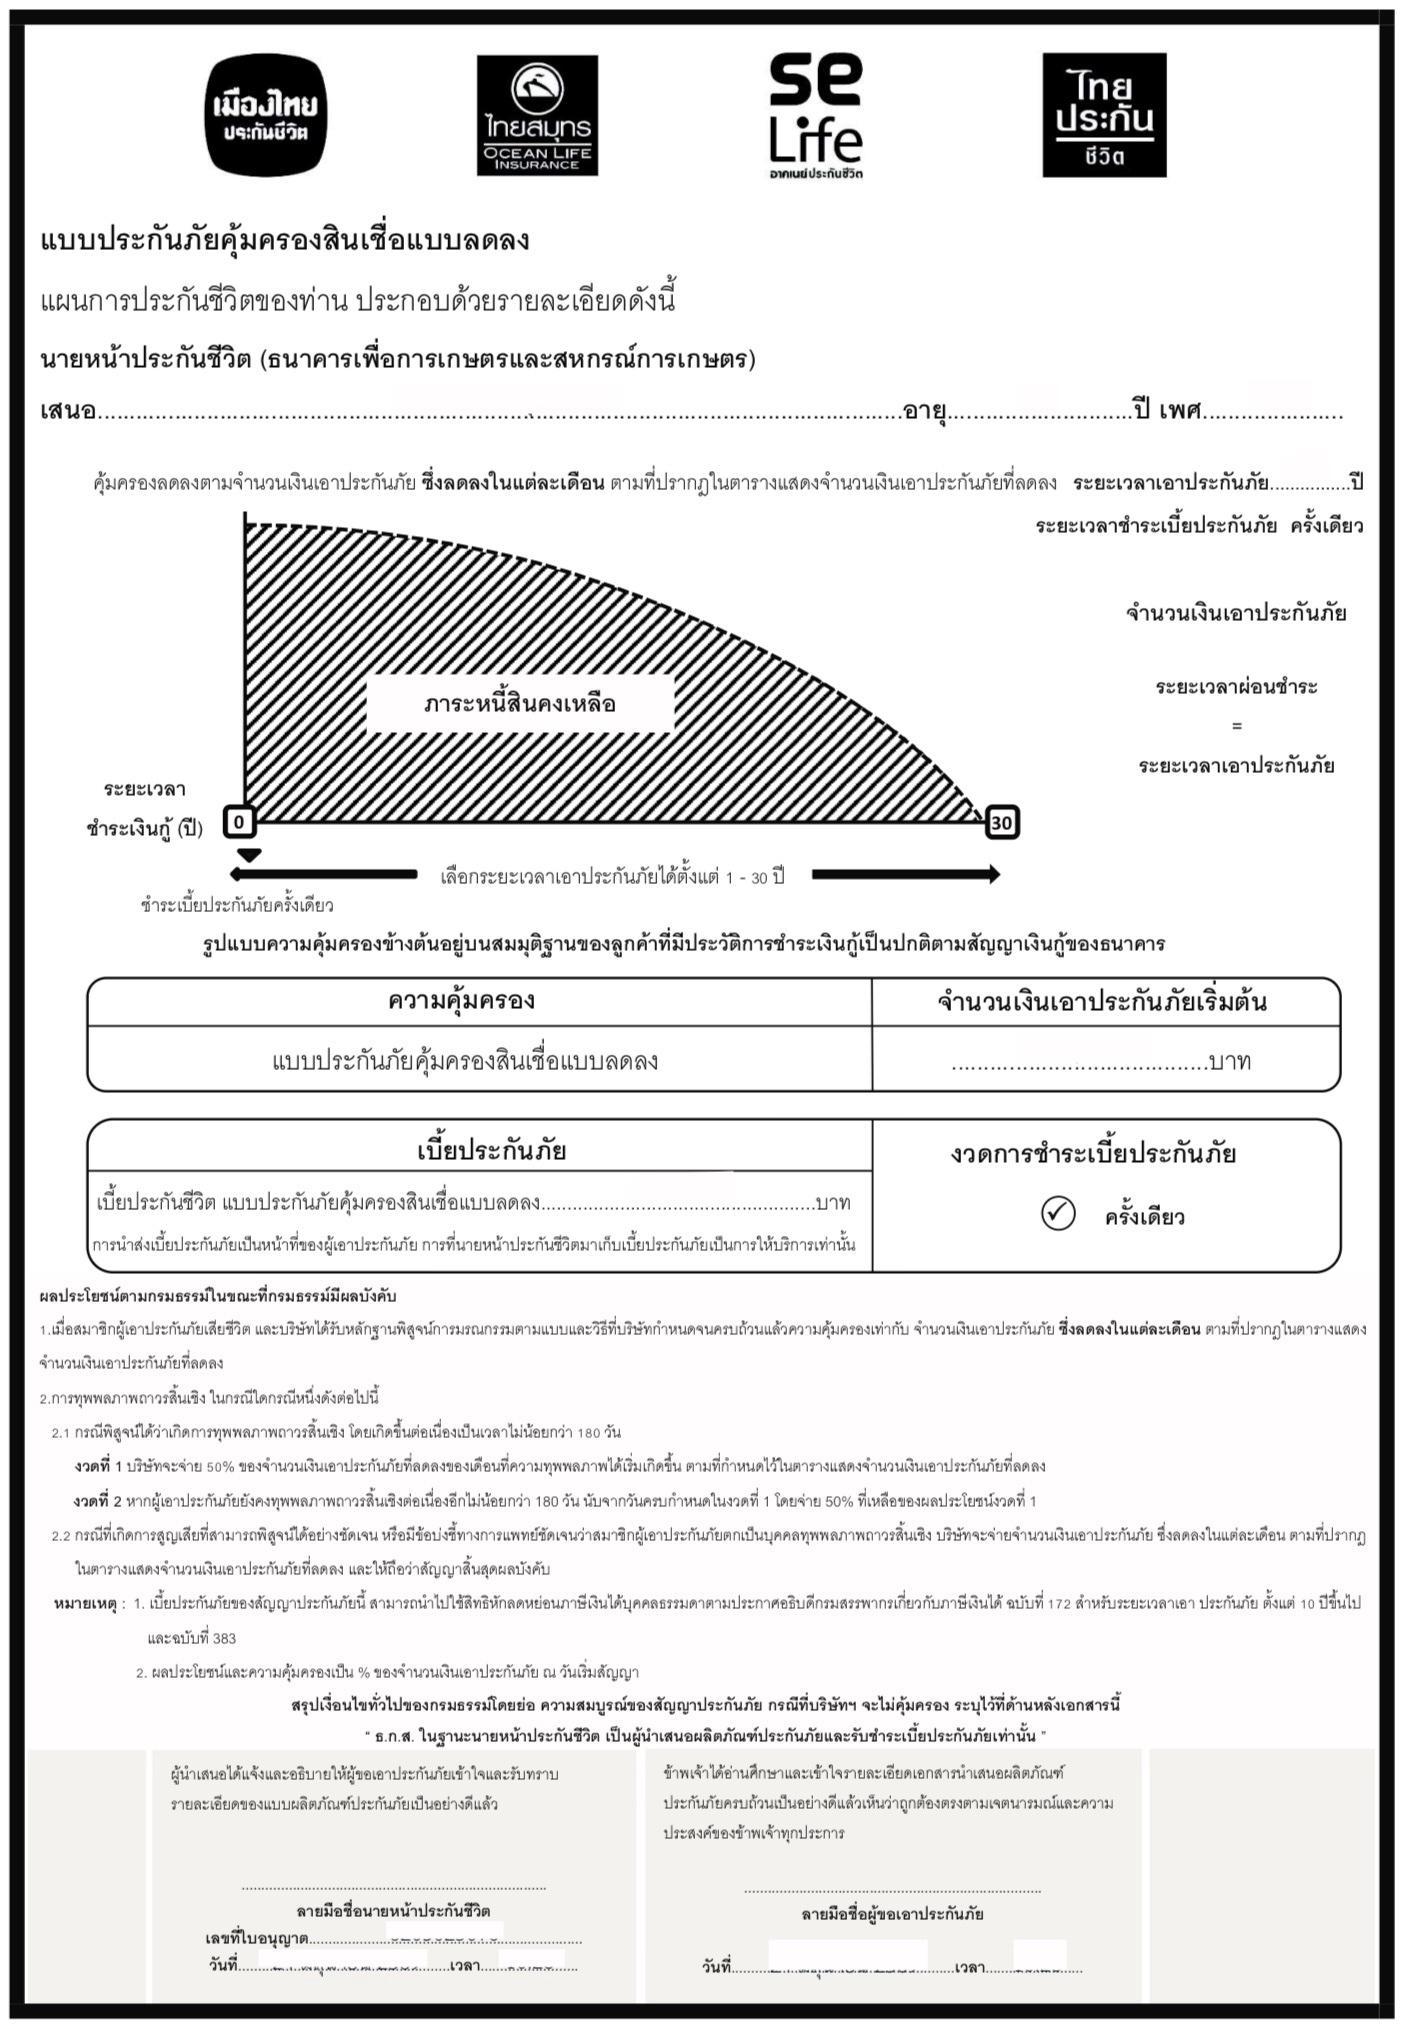 เมืองไทย
ประกันชีวิต
ไทยสมุทร
OCEAN LIFE
INSURANCE
se
Life
อาคเนย์ประกันชีวิต
ไทย
ประกัน
ชีวิต
แบบประกันภัยคุ้มครองสินเชื่อแบบลดลง
แผนการประกันชีวิตของท่าน ประกอบด้วยรายละเอียดดังนี้
นายหน้าประกันชีวิต (ธนาคารเพื่อการเกษตรและสหกรณ์การเกษตร)
เสนอ..........อายุ..........ปี เพศ..........
คุ้มครองลดลงตามจำนวนเงินเอาประกันภัย ซึ่งลดลงในแต่ละเดือน ตามที่ปรากฏในตารางแสดงจำนวนเงินเอาประกันภัยที่ลดลง ระยะเวลาเอาประกันภัย..........ปี
ระยะเวลาชำระเบี้ยประกันภัย ครั้งเดียว
จำนวนเงินเอาประกันภัย
ระยะเวลาผ่อนชำระ
=
ระยะเวลาเอาประกันภัย
ภาระหนี้สินคงเหลือ
ระยะเวลา
ชำระเงินกู้ (ปี)
0
30
เลือกระยะเวลาเอาประกันภัยได้ตั้งแต่ 1 - 30 ปี
ชำระเบี้ยประกันภัยครั้งเดียว
รูปแบบความคุ้มครองข้างต้นอยู่บนสมมุติฐานของลูกค้าที่มีประวัติการชำระเงินกู้เป็นปกติตามสัญญาเงินกู้ของธนาคาร
ความคุ้มครอง
จำนวนเงินเอาประกันภัยเริ่มต้น
แบบประกันภัยคุ้มครองสินเชื่อแบบลดลง
..........บาท
เบี้ยประกันภัย
งวดการชำระเบี้ยประกันภัย
เบี้ยประกันชีวิต แบบประกันภัยคุ้มครองสินเชื่อแบบลดลง..........บาท
✓ ครั้งเดียว
การนำส่งเบี้ยประกันภัยเป็นหน้าที่ของผู้เอาประกันภัย การที่นายหน้าประกันชีวิตมาเก็บเบี้ยประกันภัยเป็นการให้บริการเท่านั้น
ผลประโยชน์ตามกรมธรรม์ในขณะที่กรมธรรม์มีผลบังคับ
1.เมื่อสมาชิกผู้เอาประกันภัยเสียชีวิต และบริษัทได้รับหลักฐานพิสูจน์การมรณกรรมตามแบบและวิธีที่บริษัทกำหนดจนครบถ้วนแล้วความคุ้มครองเท่ากับ จำนวนเงินเอาประกันภัย ซึ่งลดลงในแต่ละเดือน ตามที่ปรากฏในตารางแสดง
จำนวนเงินเอาประกันภัยที่ลดลง
2.การทุพพลภาพถาวรสิ้นเชิง ในกรณีใดกรณีหนึ่งดังต่อไปนี้
2.1 กรณีพิสูจน์ได้ว่าเกิดการทุพพลภาพถาวรสิ้นเชิง โดยเกิดขึ้นต่อเนื่องเป็นเวลาไม่น้อยกว่า 180 วัน
งวดที่ 1 บริษัทจะจ่าย 50% ของจำนวนเงินเอาประกันภัยที่ลดลงของเดือนที่ความทุพพลภาพได้เริ่มเกิดขึ้น ตามที่กำหนดไว้ในตารางแสดงจำนวนเงินเอาประกันภัยที่ลดลง
งวดที่ 2 หากผู้เอาประกันภัยยังคงทุพพลภาพถาวรสิ้นเชิงต่อเนื่องอีกไม่น้อยกว่า 180 วัน นับจากวันครบกำหนดในงวดที่ 1 โดยจ่าย 50% ที่เหลือของผลประโยชน์งวดที่ 1
2.2 กรณีที่เกิดการสูญเสียที่สามารถพิสูจน์ได้อย่างชัดเจน หรือมีข้อบ่งชี้ทางการแพทย์ชัดเจนว่าสมาชิกผู้เอาประกันภัยตกเป็นบุคคลทุพพลภาพถาวรสิ้นเชิง บริษัทจะจ่ายจำนวนเงินเอาประกันภัย ซึ่งลดลงในแต่ละเดือน ตามที่ปรากฏ
ในตารางแสดงจำนวนเงินเอาประกันภัยที่ลดลง และให้ถือว่าสัญญาสิ้นสุดผลบังคับ
หมายเหตุ : 1. เบี้ยประกันภัยของสัญญาประกันภัยนี้ สามารถนำไปใช้สิทธิหักลดหย่อนภาษีเงินได้บุคคลธรรมดาตามประกาศอธิบดีกรมสรรพากรเกี่ยวกับภาษีเงินได้ ฉบับที่ 172 สำหรับระยะเวลาเอา ประกันภัย ตั้งแต่ 10 ปีขึ้นไป
และฉบับที่ 383
2. ผลประโยชน์และความคุ้มครองเป็น % ของจำนวนเงินเอาประกันภัย ณ วันเริ่มสัญญา
สรุปเงื่อนไขทั่วไปของกรมธรรม์โดยย่อ ความสมบูรณ์ของสัญญาประกันภัย กรณีที่บริษัทฯ จะไม่คุ้มครอง ระบุไว้ที่ด้านหลังเอกสารนี้
" ธ.ก.ส. ในฐานะนายหน้าประกันชีวิต เป็นผู้นำเสนอผลิตภัณฑ์ประกันภัยและรับชำระเบี้ยประกันภัยเท่านั้น "
ผู้นำเสนอได้แจ้งและอธิบายให้ผู้ขอเอาประกันภัยเข้าใจและรับทราบ
รายละเอียดของแบบผลิตภัณฑ์ประกันภัยเป็นอย่างดีแล้ว
..........
ลายมือชื่อนายหน้าประกันชีวิต
เลขที่ใบอนุญาต..........
วันที่..........เวลา..........
ข้าพเจ้าได้อ่านศึกษาและเข้าใจรายละเอียดเอกสารนำเสนอผลิตภัณฑ์
ประกันภัยครบถ้วนเป็นอย่างดีแล้วเห็นว่าถูกต้องตรงตามเจตนารมณ์และความ
ประสงค์ของข้าพเจ้าทุกประการ
..........
ลายมือชื่อผู้ขอเอาประกันภัย
วันที่..........เวลา..........